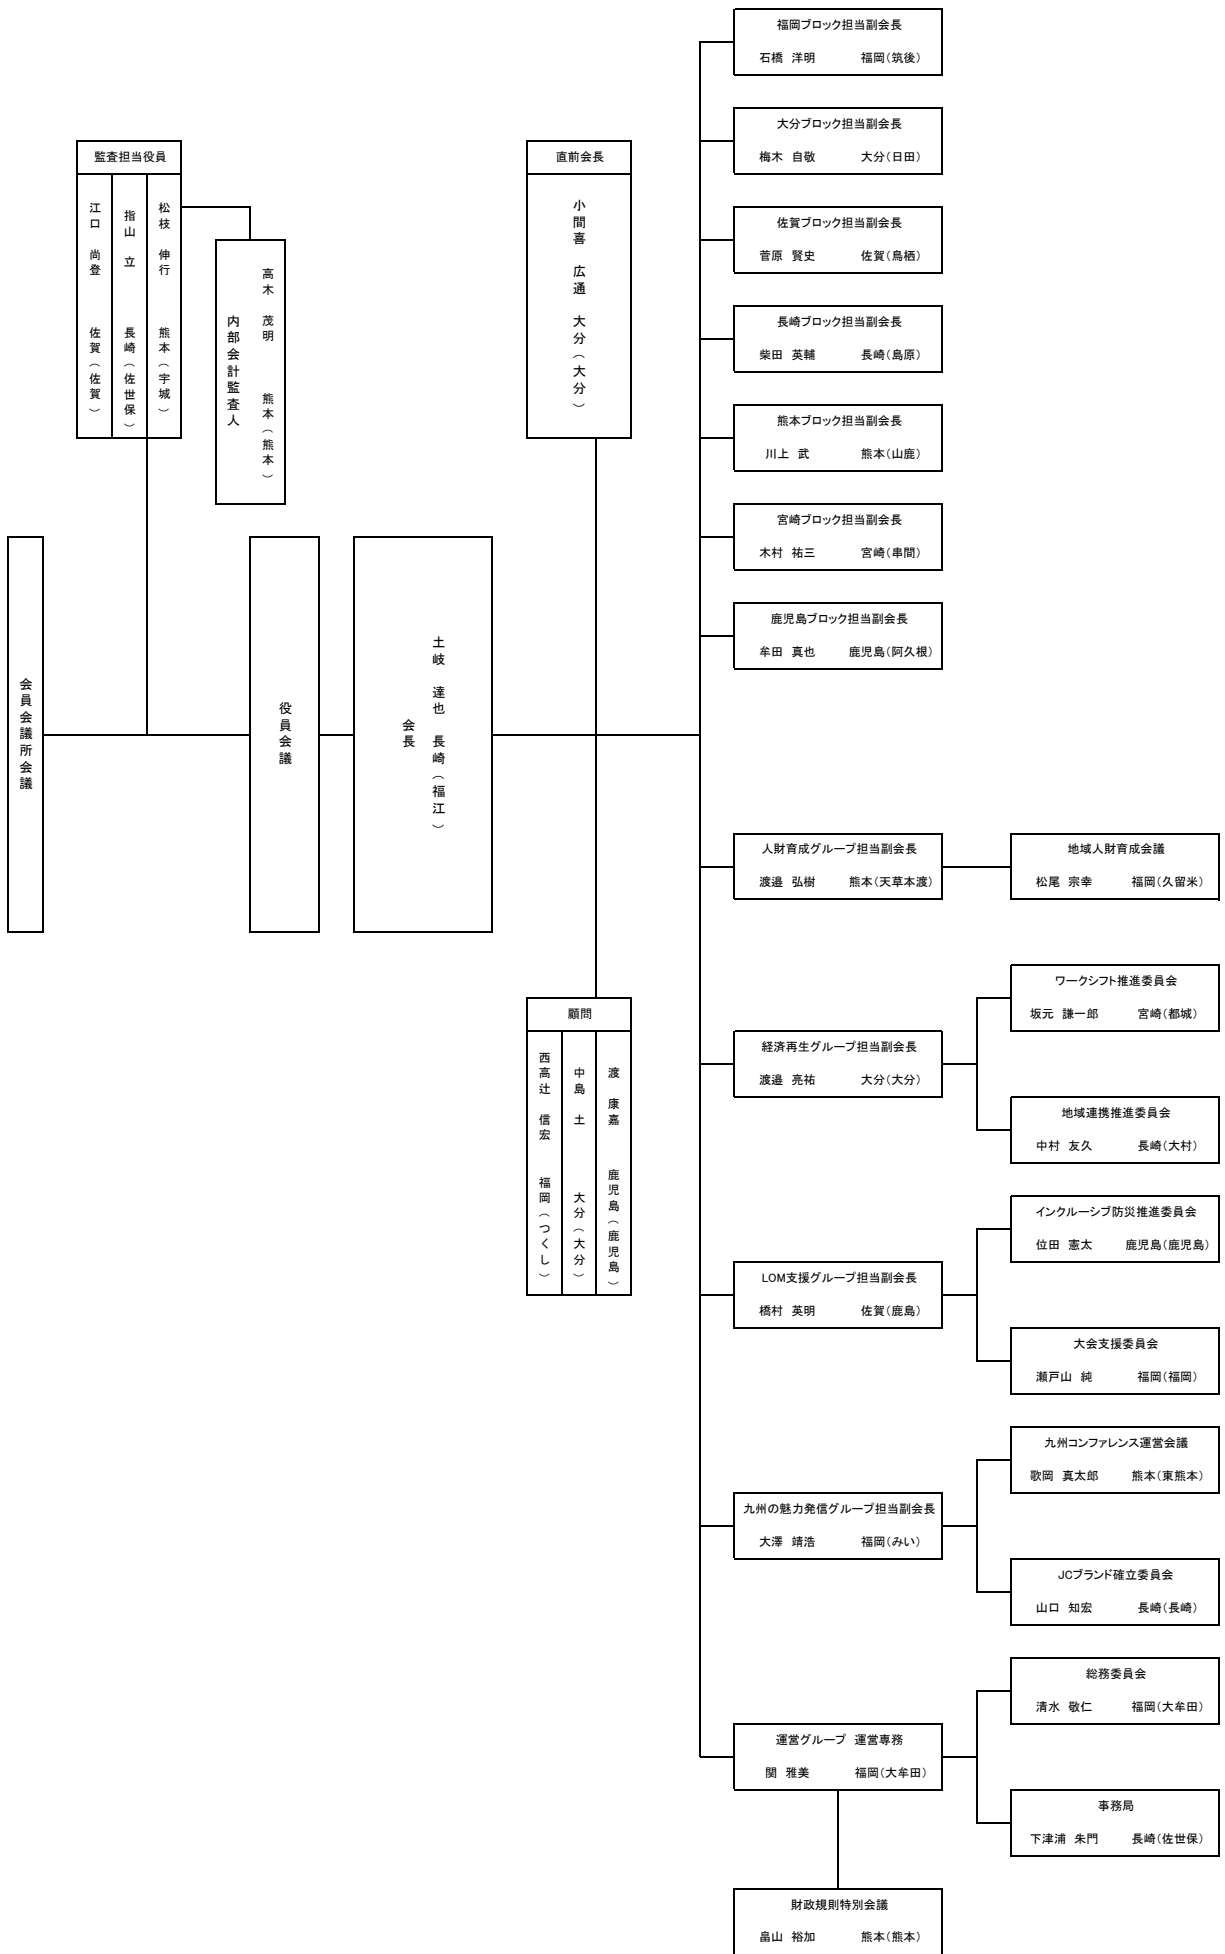 監査担当役員
松枝 伸行 熊本(宇城)
指山 立 長崎(佐世保)
江口 尚登 佐賀(佐賀)
高木 茂明 熊本(熊本)
内部会計監査人
会員会議所会議
役員会議
土岐 達也 長崎(福江)
会長
直前会長
小間喜 広通 大分(大分)
顧問
渡 康嘉 鹿児島(鹿児島)
中島 土 大分(大分)
西高辻 信宏 福岡(つくし)
福岡ブロック担当副会長
石橋 洋明 福岡(筑後)
大分ブロック担当副会長
梅木 自敬 大分(日田)
佐賀ブロック担当副会長
菅原 賢史 佐賀(鳥栖)
長崎ブロック担当副会長
柴田 英輔 長崎(島原)
熊本ブロック担当副会長
川上 武 熊本(山鹿)
宮崎ブロック担当副会長
木村 祐三 宮崎(串間)
鹿児島ブロック担当副会長
牟田 真也 鹿児島(阿久根)
人財育成グループ担当副会長
渡邉 弘樹 熊本(天草本渡)
地域人財育成会議
松尾 宗幸 福岡(久留米)
経済再生グループ担当副会長
渡邉 亮祐 大分(大分)
ワークシフト推進委員会
坂元 謙一郎 宮崎(都城)
地域連携推進委員会
中村 友久 長崎(大村)
LOM支援グループ担当副会長
橋村 英明 佐賀(鹿島)
インクルーシブ防災推進委員会
位田 憲太 鹿児島(鹿児島)
大会支援委員会
瀬戸山 純 福岡(福岡)
九州の魅力発信グループ担当副会長
大澤 靖浩 福岡(みい)
九州コンファレンス運営会議
歌岡 真太郎 熊本(東熊本)
JCブランド確立委員会
山口 知宏 長崎(長崎)
運営グループ 運営専務
関 雅美 福岡(大牟田)
総務委員会
清水 敬仁 福岡(大牟田)
事務局
下津浦 朱門 長崎(佐世保)
財政規則特別会議
畠山 裕加 熊本(熊本)